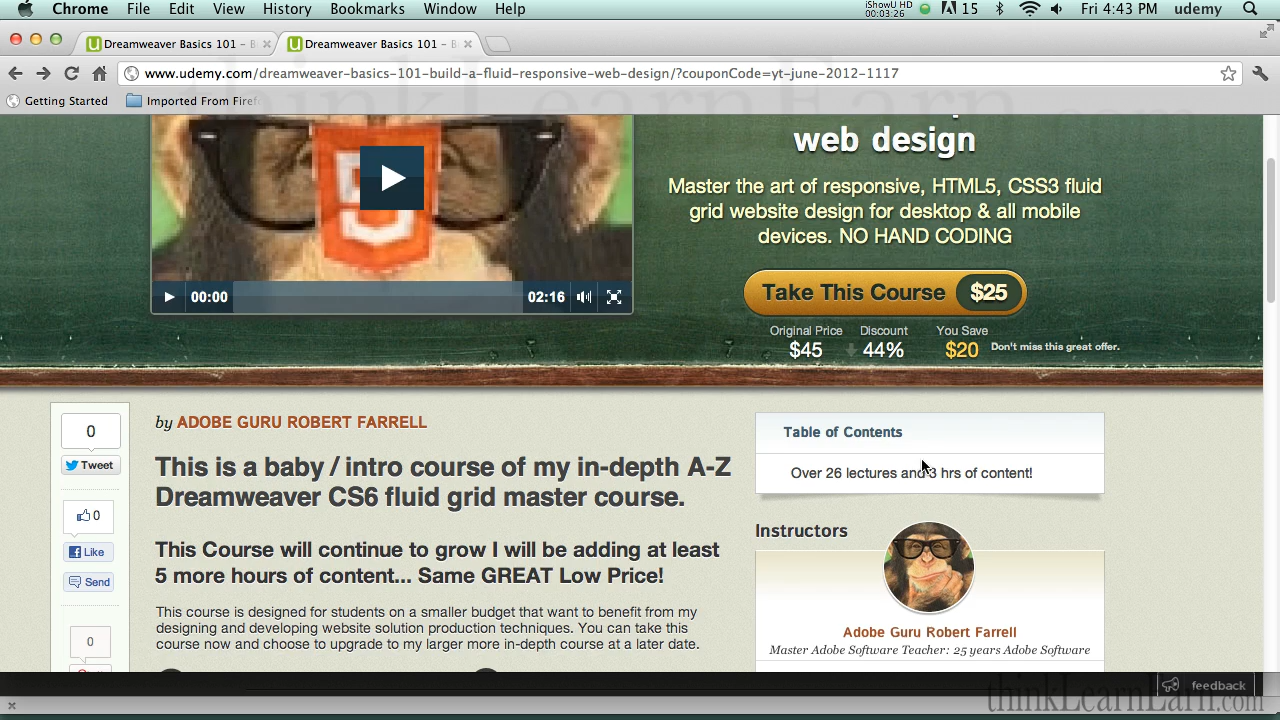 Chrome File Edit View History Bookmarks Window Help iShowU HD 00:03:26 15 Fri 4:43 PM udemy
Dreamweaver Basics 101 – B
Dreamweaver Basics 101 – B
www.udemy.com/dreamweaver-basics-101-build-a-fluid-responsive-web-design/?couponCode=yt-june-2012-1117
Getting Started Imported From Firef
thinkLearnEarn.com
web design
Master the art of responsive, HTML5, CSS3 fluid
grid website design for desktop & all mobile
devices. NO HAND CODING
00:00 02:16
Take This Course $25
Original Price Discount You Save
$45 44% $20 Don't miss this great offer.
0
Tweet
0
Like
Send
0
by ADOBE GURU ROBERT FARRELL
This is a baby / intro course of my in-depth A-Z
Dreamweaver CS6 fluid grid master course.
This Course will continue to grow I will be adding at least
5 more hours of content... Same GREAT Low Price!
This course is designed for students on a smaller budget that want to benefit from my
designing and developing website solution production techniques. You can take this
course now and choose to upgrade to my larger more in-depth course at a later date.
Table of Contents
Over 26 lectures and 3 hrs of content!
Instructors
Adobe Guru Robert Farrell
Master Adobe Software Teacher: 25 years Adobe Software
feedback
thinkLearnEarn.com